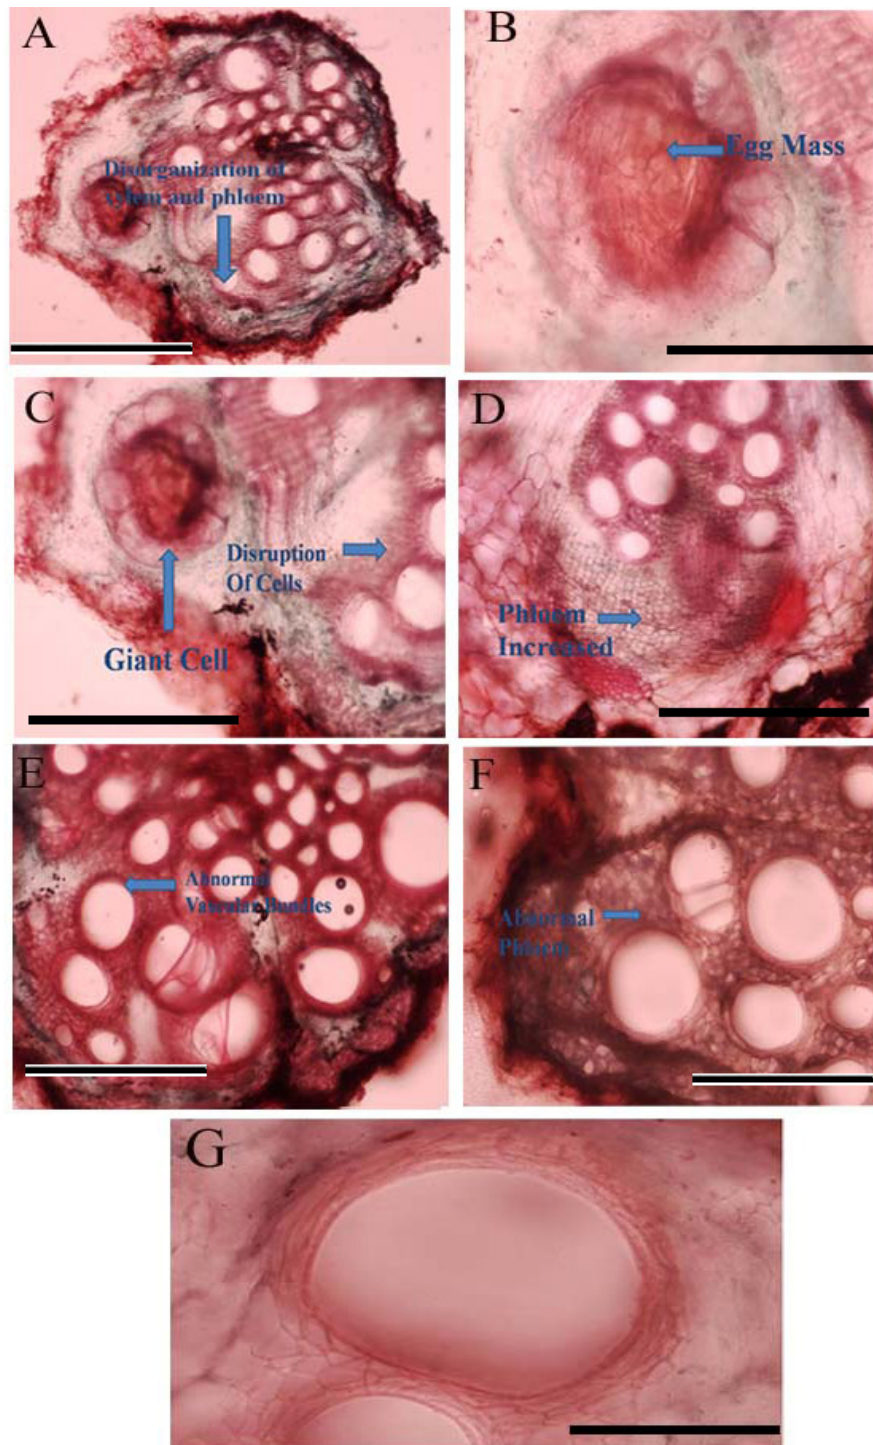 A
Disorganization of
xylem and phloem
B
Egg Mass
C
Disruption
Of Cells
Giant Cell
D
Phloem
Increased
E
Abnormal
Vascular Bundles
F
Abnormal
Phloem
G